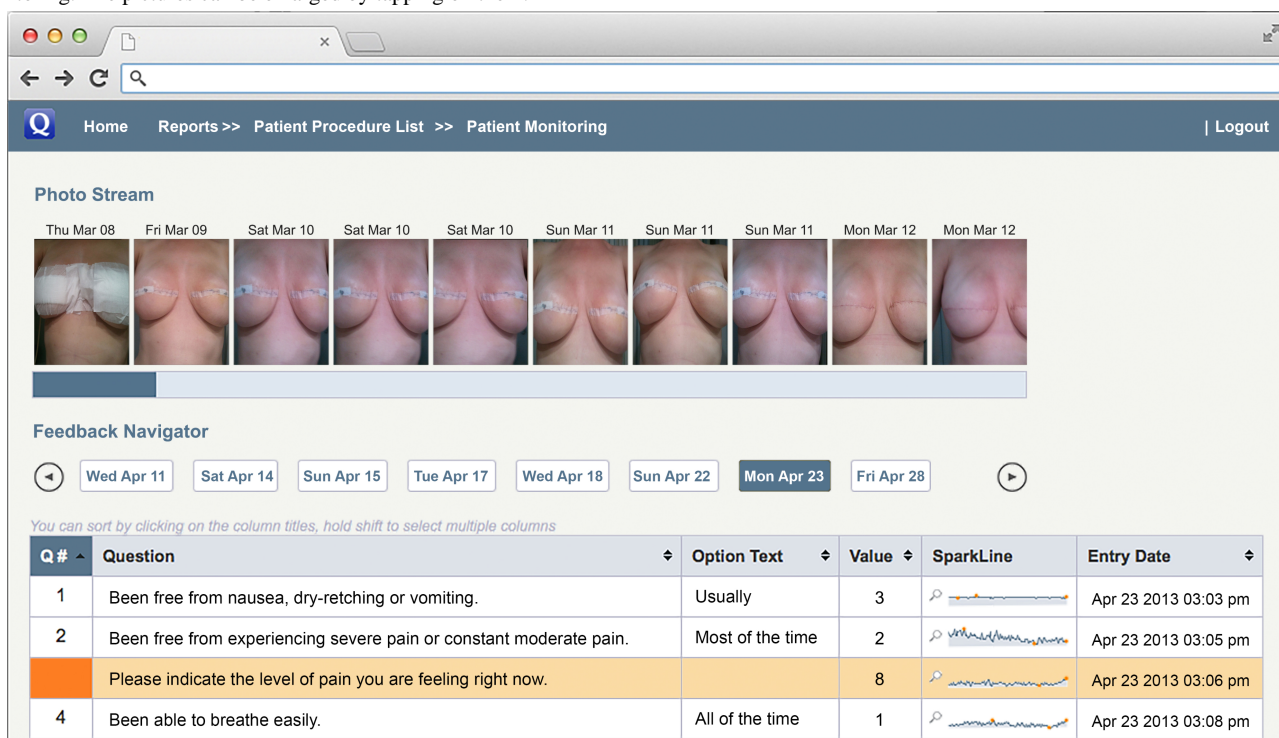 Q Home Reports >> Patient Procedure List >> Patient Monitoring | Logout
Photo Stream
Thu Mar 08 Fri Mar 09 Sat Mar 10 Sat Mar 10 Sat Mar 10 Sun Mar 11 Sun Mar 11 Sun Mar 11 Mon Mar 12 Mon Mar 12
Feedback Navigator
Wed Apr 11 Sat Apr 14 Sun Apr 15 Tue Apr 17 Wed Apr 18 Sun Apr 22 Mon Apr 23 Fri Apr 28
You can sort by clicking on the column titles, hold shift to select multiple columns
Q # Question Option Text Value SparkLine Entry Date
1 Been free from nausea, dry-retching or vomiting. Usually 3 Apr 23 2013 03:03 pm
2 Been free from experiencing severe pain or constant moderate pain. Most of the time 2 Apr 23 2013 03:05 pm
Please indicate the level of pain you are feeling right now. 8 Apr 23 2013 03:06 pm
4 Been able to breathe easily. All of the time 1 Apr 23 2013 03:08 pm